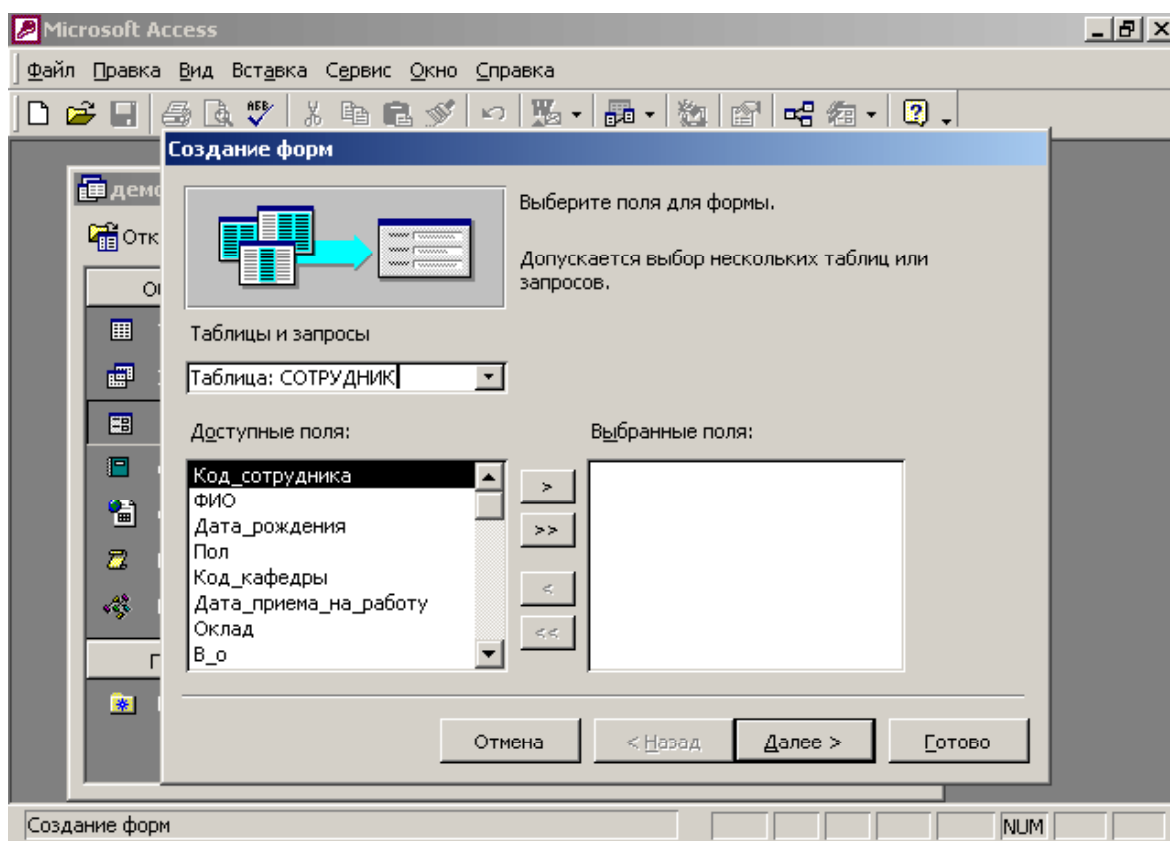 Microsoft Access
Файл Правка Вид Вставка Сервис Окно Справка
Создание форм
Выберите поля для формы.
Допускается выбор нескольких таблиц или
запросов.
Таблицы и запросы
Таблица: СОТРУДНИК
Доступные поля:
Выбранные поля:
Код_сотрудника
ФИО
Дата_рождения
Пол
Код_кафедры
Дата_приема_на_работу
Оклад
В_о
>
>>
<
<<
Отмена
< Назад
Далее >
Готово
Создание форм
NUM